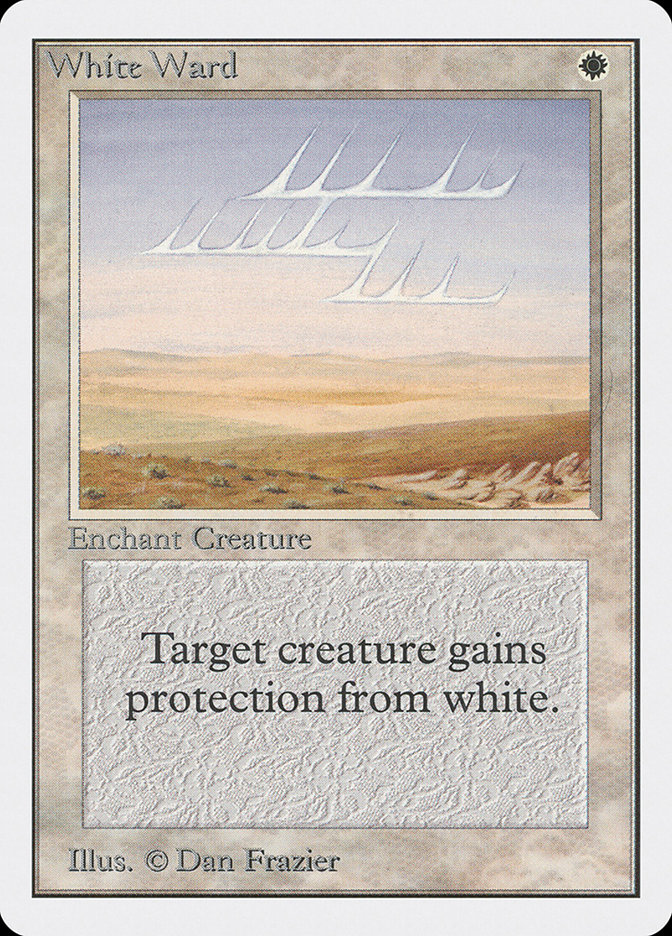 White Ward
Enchant Creature
Target creature gains
protection from white.
Illus. © Dan Frazier